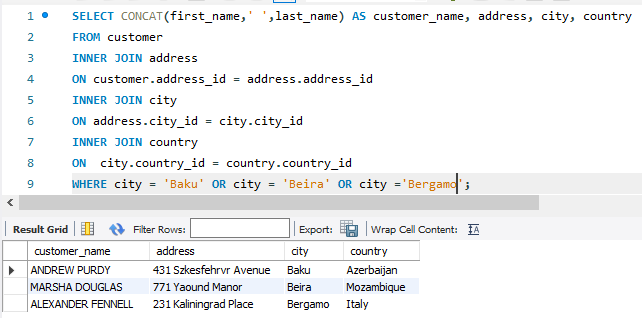 1 SELECT CONCAT(first_name,' ',last_name) AS customer_name, address, city, country
2 FROM customer
3 INNER JOIN address
4 ON customer.address_id = address.address_id
5 INNER JOIN city
6 ON address.city_id = city.city_id
7 INNER JOIN country
8 ON  city.country_id = country.country_id
9 WHERE city = 'Baku' OR city = 'Beira' OR city ='Bergamo';
Result Grid Filter Rows: Export: Wrap Cell Content: IA
customer_name address city country
ANDREW PURDY 431 Szkesfehrvr Avenue Baku Azerbaijan
MARSHA DOUGLAS 771 Yaound Manor Beira Mozambique
ALEXANDER FENNELL 231 Kaliningrad Place Bergamo Italy